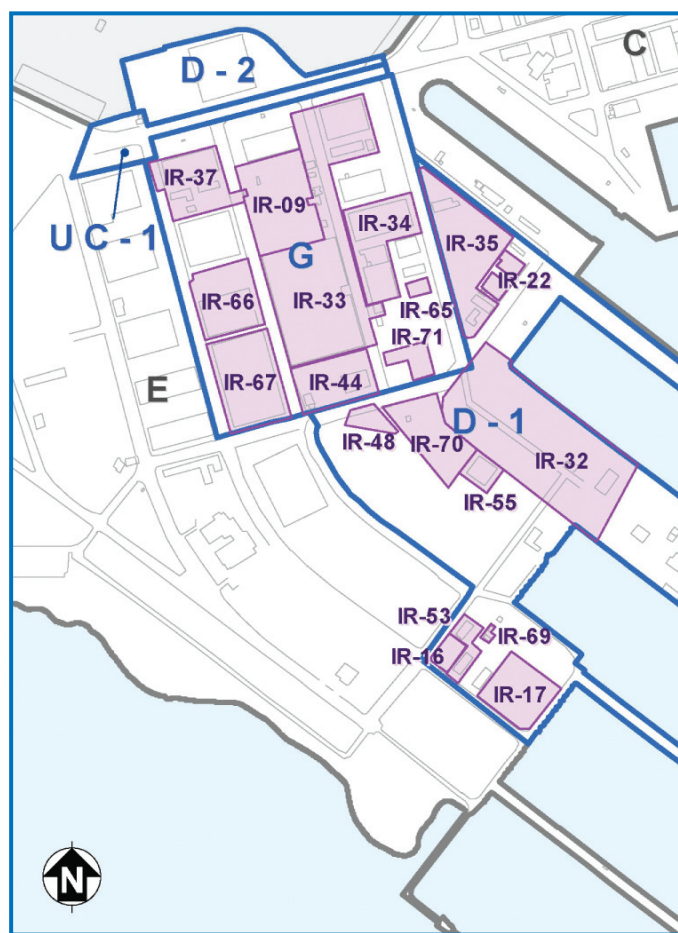 C
D - 2
IR-37
IR-09
U C - 1
IR-34
IR-35
G
IR-22
IR-66
IR-33
IR-65
IR-71
IR-67
IR-44
E
D - 1
IR-48
IR-70
IR-32
IR-55
IR-53
IR-69
IR-16
IR-17
N